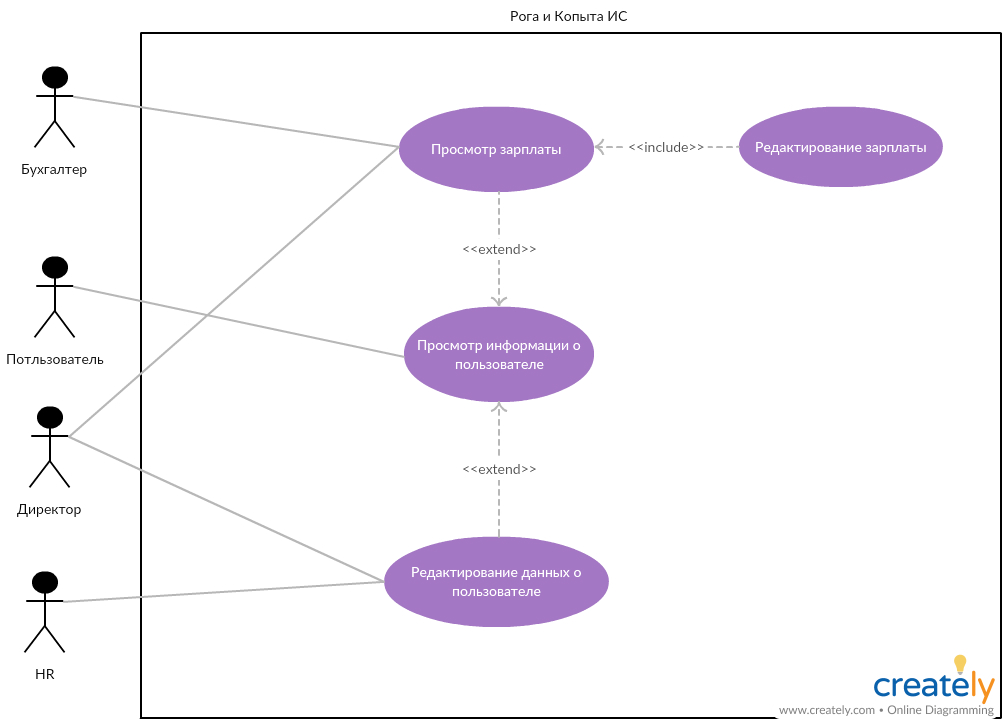 Рога и Копыта ИС
Бухгалтер
Просмотр зарплаты
<<include>>
Редактирование зарплаты
<<extend>>
Потльзователь
Просмотр информации о
пользователе
<<extend>>
Директор
Редактирование данных о
пользователе
HR
creately
www.creately.com • Online Diagramming